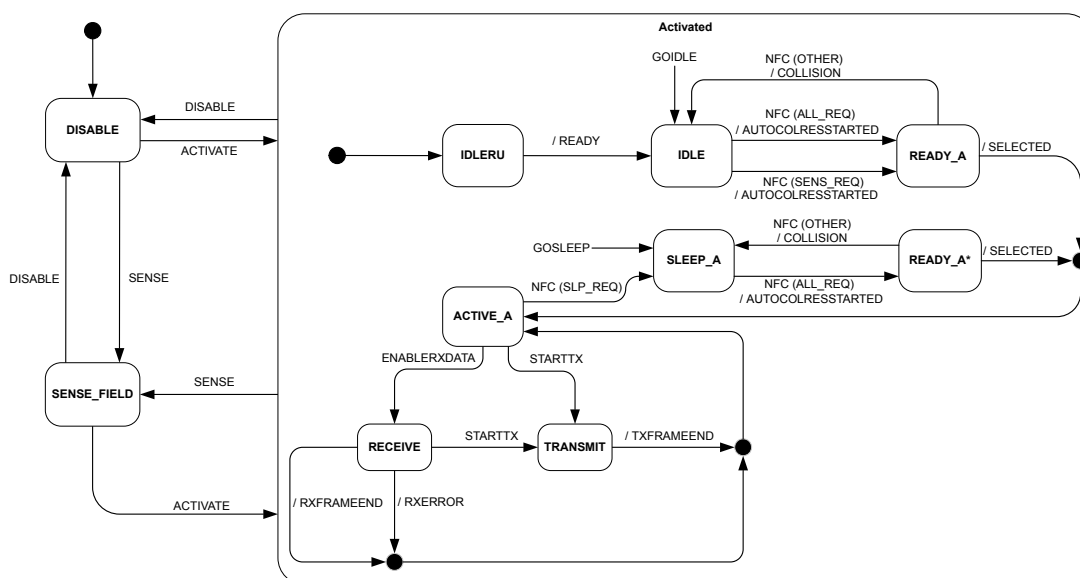 Activated
GOIDLE
NFC (OTHER)
/ COLLISION
DISABLE
DISABLE
ACTIVATE
IDLERU
/ READY
IDLE
NFC (ALL_REQ)
/ AUTOCOLRESSTARTED
READY_A
/ SELECTED
NFC (SENS_REQ)
/ AUTOCOLRESSTARTED
NFC (OTHER)
/ COLLISION
GOSLEEP
SLEEP_A
READY_A*
/ SELECTED
DISABLE
SENSE
NFC (SLP_REQ)
NFC (ALL_REQ)
/ AUTOCOLRESSTARTED
ACTIVE_A
ENABLERXDATA
STARTTX
SENSE_FIELD
SENSE
RECEIVE
STARTTX
TRANSMIT
/ TXFRAMEEND
/ RXFRAMEEND
/ RXERROR
ACTIVATE